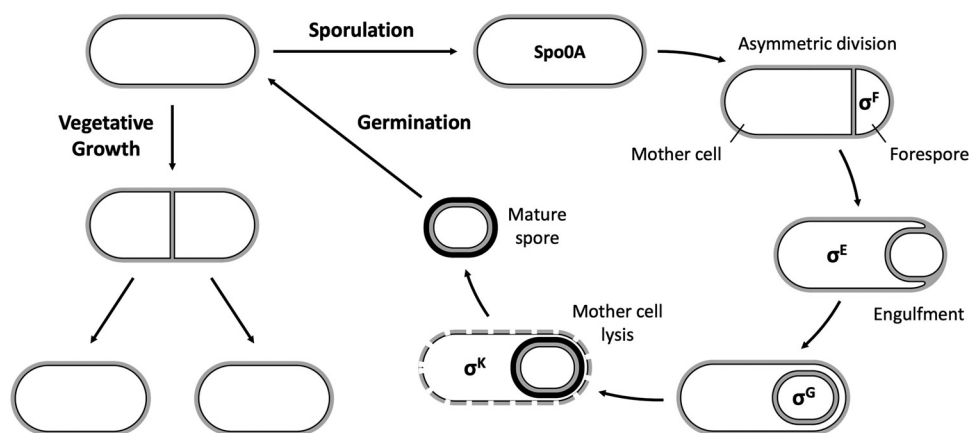 Sporulation
Spo0A
Asymmetric division
σF
Mother cell
Forespore
Vegetative
Growth
Germination
Mature
spore
σE
Engulfment
Mother cell
lysis
σK
σG